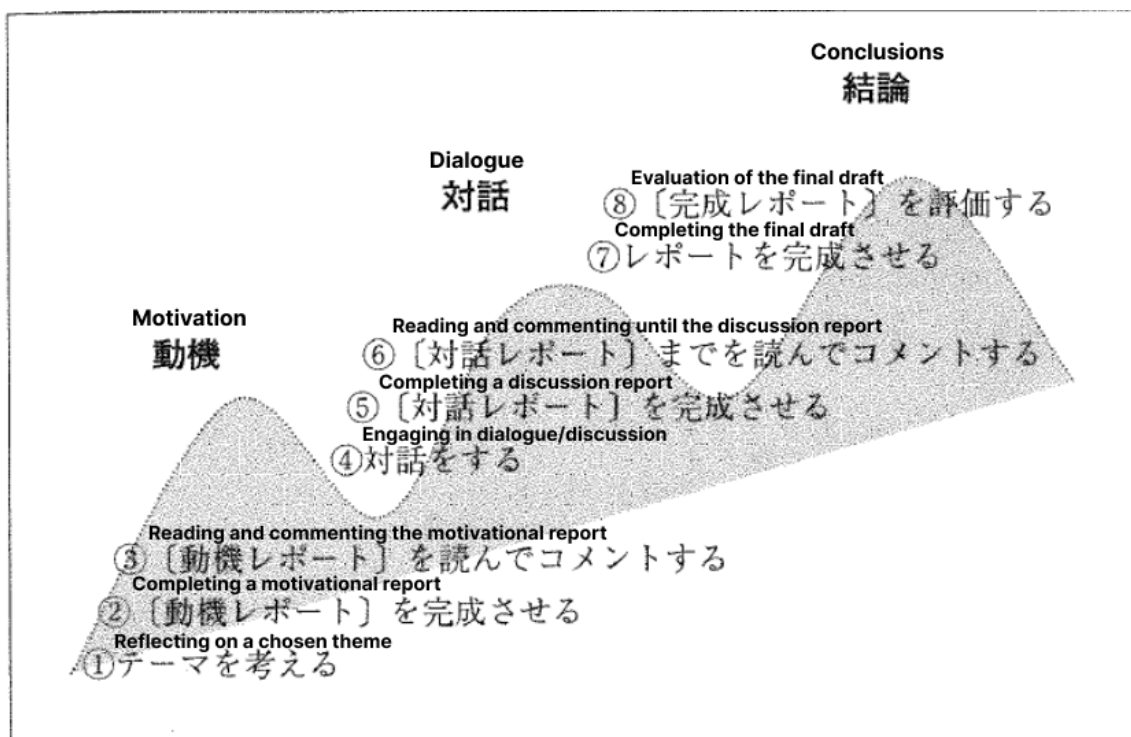 Conclusions
結論
Dialogue
対話
Evaluation of the final draft
⑧〔完成レポート〕を評価する
Completing the final draft
⑦レポートを完成させる
Motivation
動機
Reading and commenting until the discussion report
⑥〔対話レポート〕までを読んでコメントする
Completing a discussion report
⑤〔対話レポート〕を完成させる
Engaging in dialogue/discussion
④対話をする
Reading and commenting the motivational report
③〔動機レポート〕を読んでコメントする
Completing a motivational report
②〔動機レポート〕を完成させる
Reflecting on a chosen theme
①テーマを考える